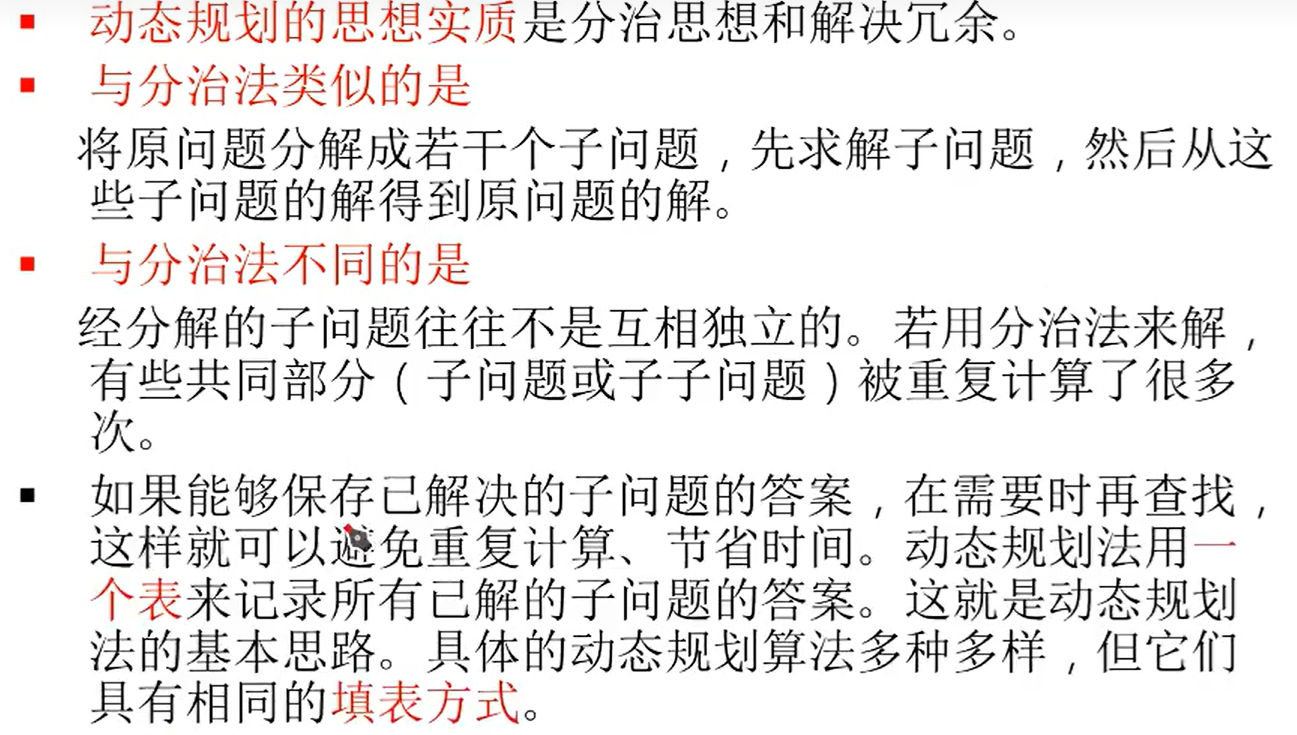 ▪ 动态规划的思想实质是分治思想和解决冗余。
▪ 与分治法类似的是
将原问题分解成若干个子问题，先求解子问题，然后从这
些子问题的解得到原问题的解。
▪ 与分治法不同的是
经分解的子问题往往不是互相独立的。若用分治法来解，
有些共同部分（子问题或子子问题）被重复计算了很多
次。
▪ 如果能够保存已解决的子问题的答案，在需要时再查找，
这样就可以避免重复计算、节省时间。动态规划法用一
个表来记录所有已解的子问题的答案。这就是动态规划
法的基本思路。具体的动态规划算法多种多样，但它们
具有相同的填表方式。